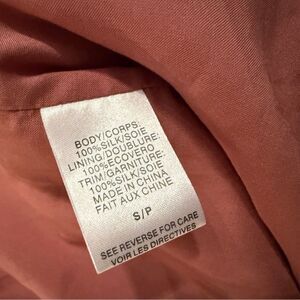 BODY/CORPS:
100%SILK/SOIE
LINING/DOUBLURE:
100%ECOVERO
TRIM/GARNITURE:
100%SILK/SOIE
MADE IN CHINA
FAIT AUX CHINE
S/P
SEE REVERSE FOR CARE
VOIR LES DIRECTIVES